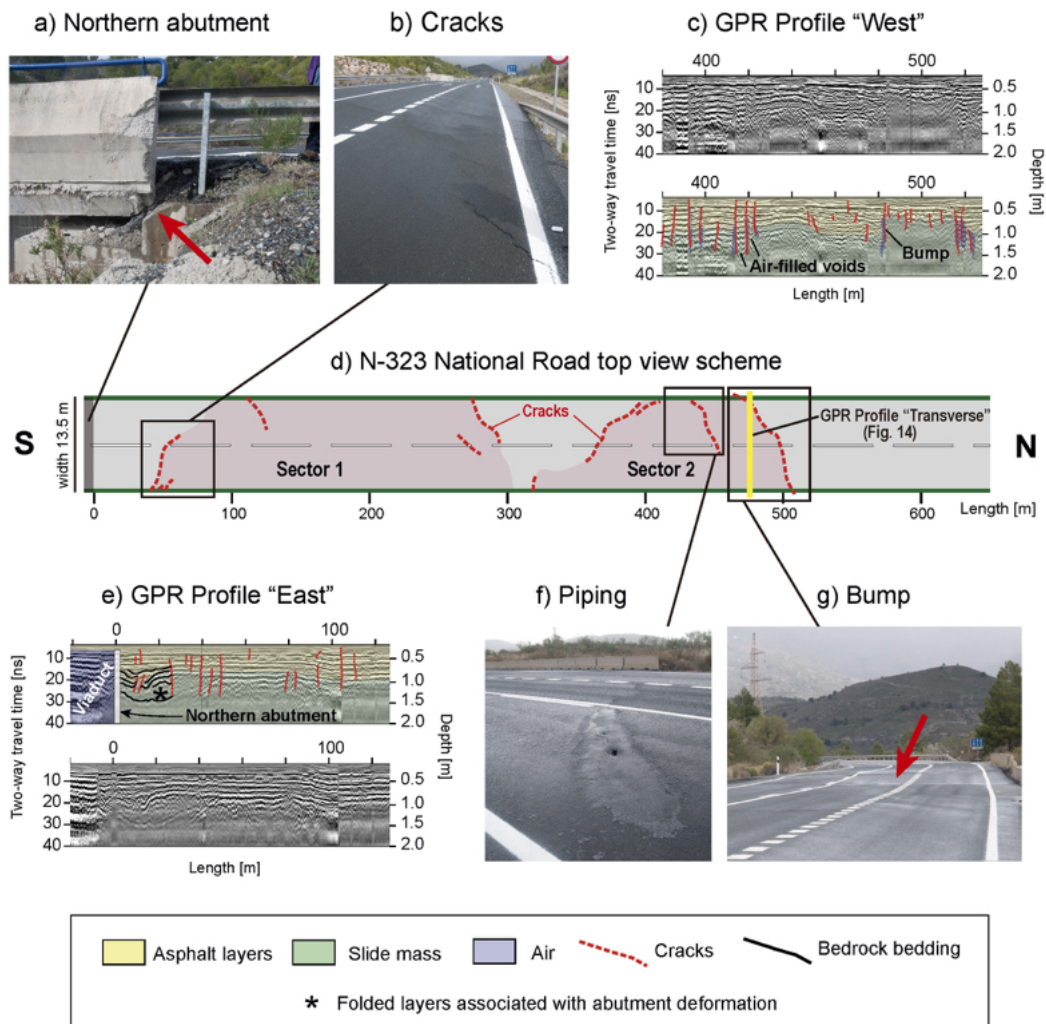 a) Northern abutment
b) Cracks
c) GPR Profile "West"
400 500
Two-way travel time [ns]
10
20
30
40
0.5
1.0
1.5
2.0
Depth [m]
400 500
10
20
30
40
0.5
1.0
1.5
2.0
Air-filled voids
Bump
Length [m]
d) N-323 National Road top view scheme
S
width 13.5 m
Cracks
Sector 1
Sector 2
GPR Profile "Transverse"
(Fig. 14)
N
0 100 200 300 400 500 600 Length [m]
e) GPR Profile "East"
0 100
Two-way travel time [ns]
10
20
30
40
Viaduct
*
Northern abutment
0.5
1.0
1.5
2.0
Depth [m]
0 100
10
20
30
40
0.5
1.0
1.5
2.0
Length [m]
f) Piping
g) Bump
Asphalt layers Slide mass Air Cracks Bedrock bedding
* Folded layers associated with abutment deformation